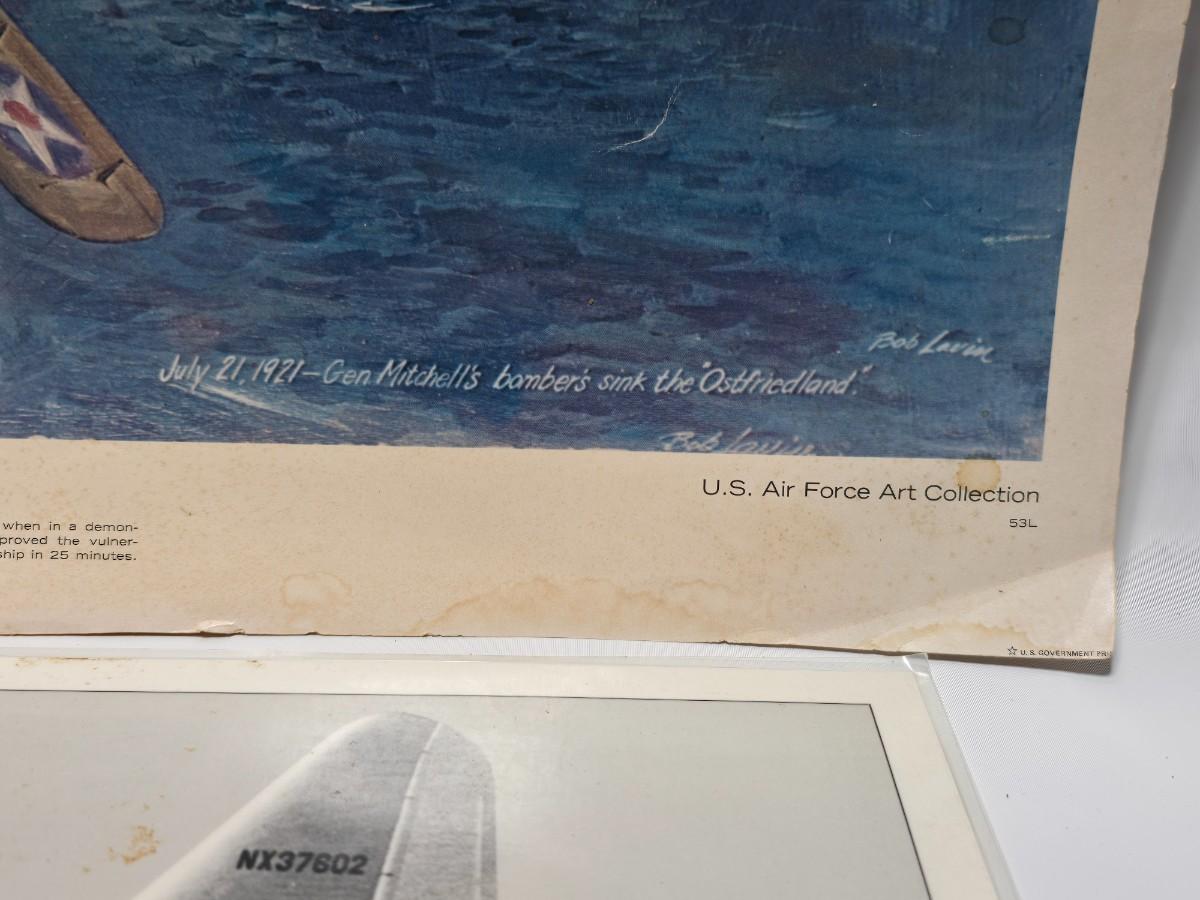 Bob Lavin
July 21, 1921—Gen Mitchell's bombers sink the "Ostfriedland."
Bob Lavin
U.S. Air Force Art Collection
53L
when in a demon-
proved the vulner-
ship in 25 minutes.
☆ U.S. GOVERNMENT PRI
NX37602